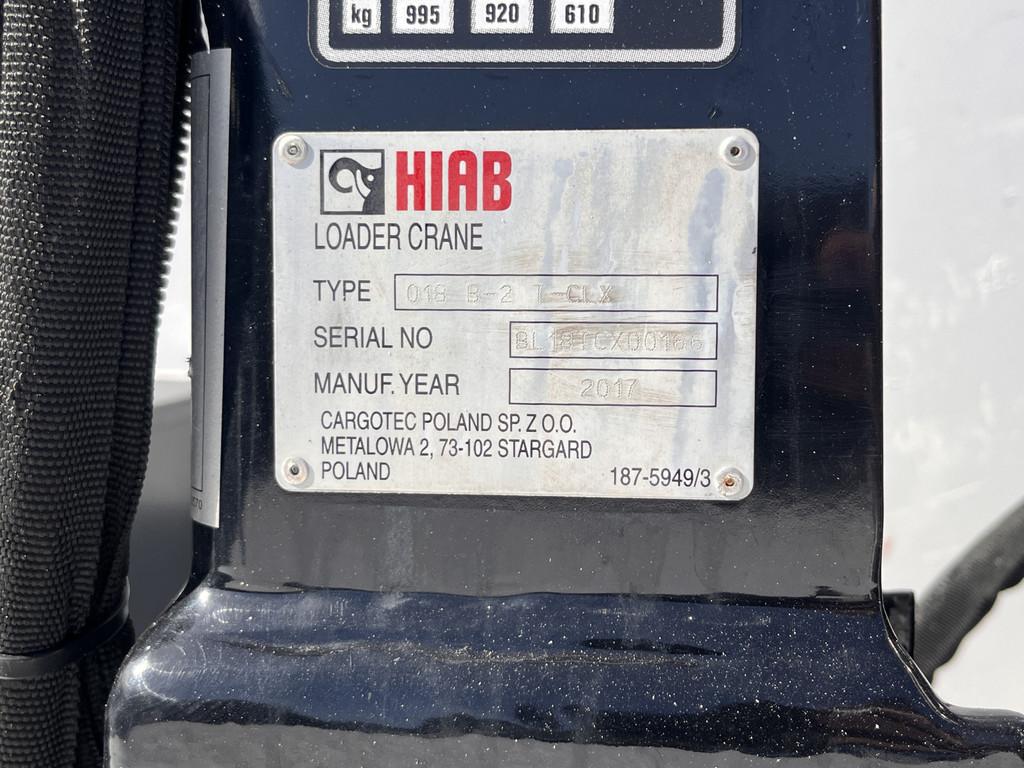 kg 995 920 610
HIAB
LOADER CRANE
TYPE 018 B-2 T-CLX
SERIAL NO BL18TCX00166
MANUF. YEAR 2017
CARGOTEC POLAND SP. Z O.O.
METALOWA 2, 73-102 STARGARD
POLAND 187-5949/3